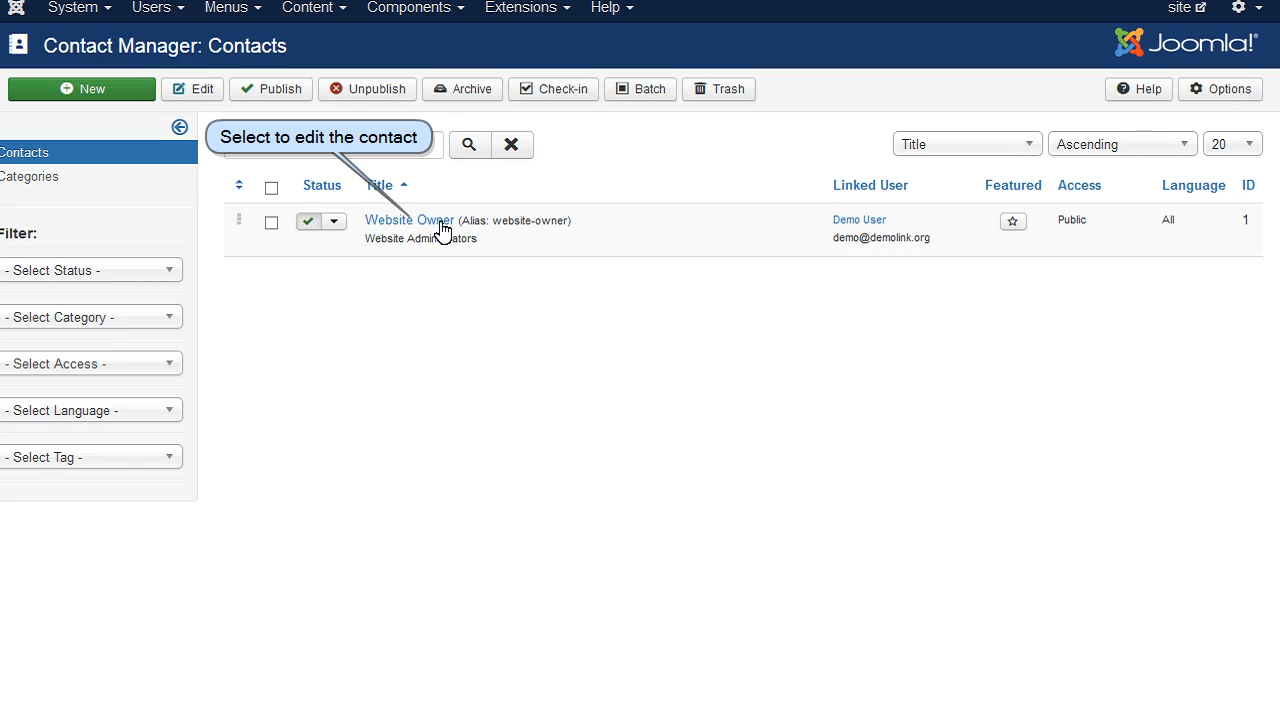 System Users Menus Content Components Extensions Help site
Contact Manager: Contacts Joomla!®
New Edit Publish Unpublish Archive Check-in Batch Trash Help Options
Select to edit the contact
Title Ascending 20
Contacts
Categories
Status Title Linked User Featured Access Language ID
Website Owner (Alias: website-owner) Demo User Public All 1
Website Admin ators demo@demolink.org
Filter:
- Select Status -
- Select Category -
- Select Access -
- Select Language -
- Select Tag -